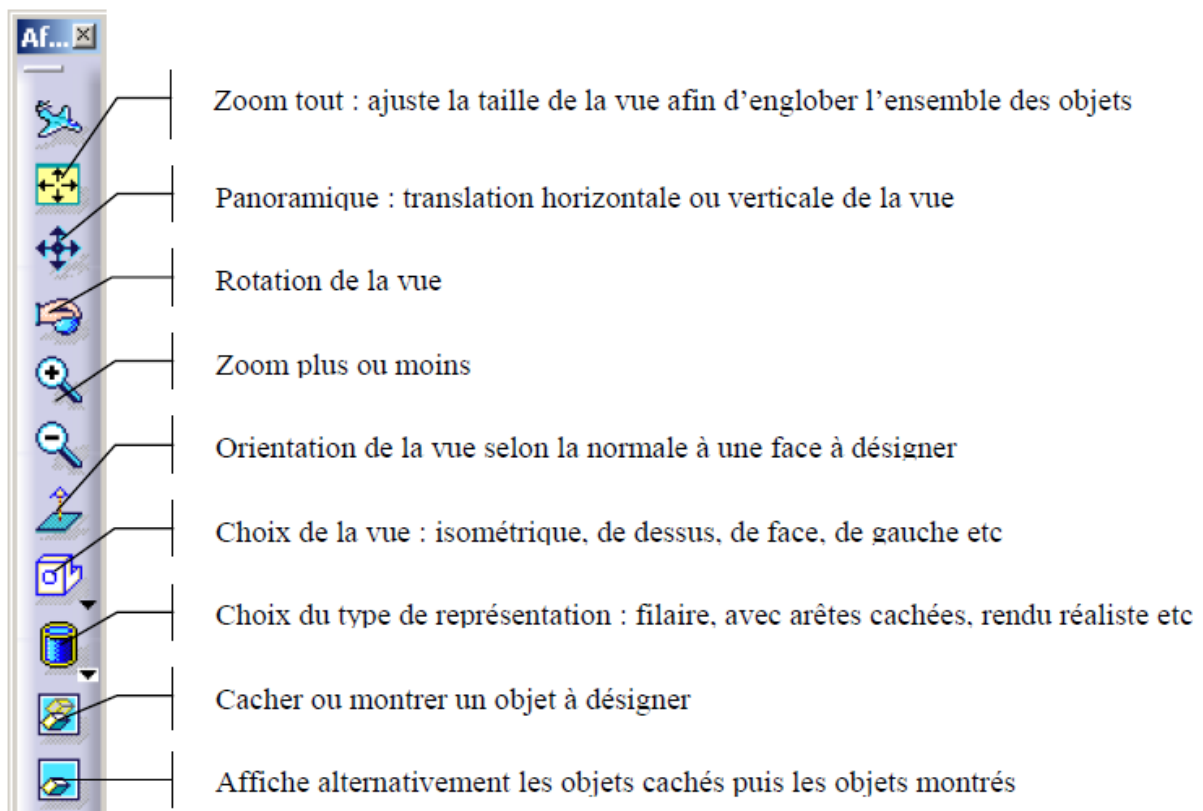 Af...
Zoom tout : ajuste la taille de la vue afin d’englober l’ensemble des objets
Panoramique : translation horizontale ou verticale de la vue
Rotation de la vue
Zoom plus ou moins
Orientation de la vue selon la normale à une face à désigner
Choix de la vue : isométrique, de dessus, de face, de gauche etc
Choix du type de représentation : filaire, avec arêtes cachées, rendu réaliste etc
Cacher ou montrer un objet à désigner
Affiche alternativement les objets cachés puis les objets montrés